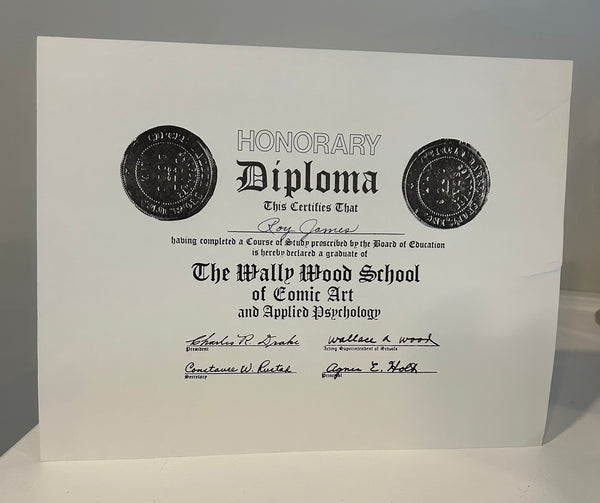 HONORARY
Diploma
This Certifies That
Roy James
having completed a Course of Study proscribed by the Board of Education
is hereby declared a graduate of
The Wally Wood School
of Comic Art
and Applied Psychology
Charles R. Drake
President
Wallace A Wood
Acting Superintendent of Schools
Constance W.
Secretary
Agnes E. Holt
Principal